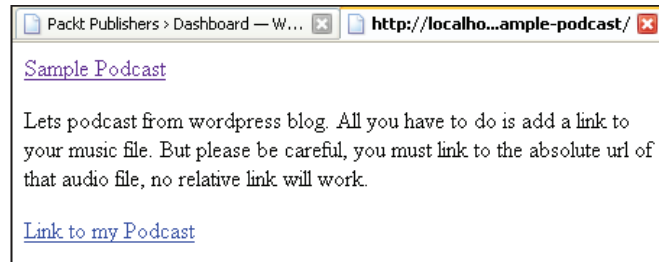 Packt Publishers › Dashboard — W...
http://localho...ample-podcast/
Sample Podcast
Lets podcast from wordpress blog. All you have to do is add a link to
your music file. But please be careful, you must link to the absolute url of
that audio file, no relative link will work.
Link to my Podcast